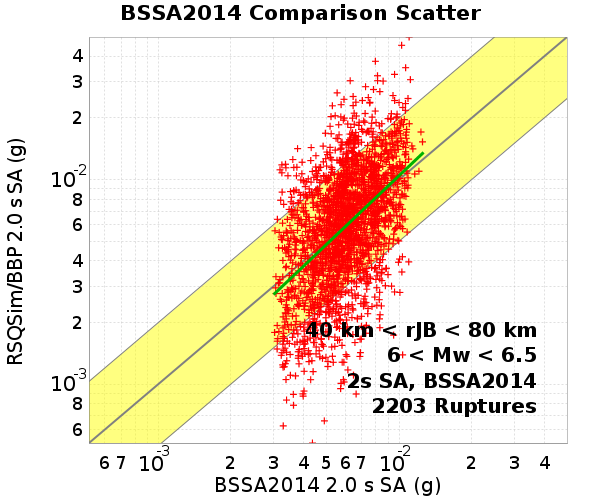 BSSA2014 Comparison Scatter
RSQSim/BBP 2.0 s SA (g)
4
3
2
10-2
8
6
4
3
2
10-3
8
6
40 km < rJB < 80 km
6 < Mw < 6.5
2s SA, BSSA2014
2203 Ruptures
6 7 10-3 2 3 4 5 6 7 10-2 2 3 4
BSSA2014 2.0 s SA (g)